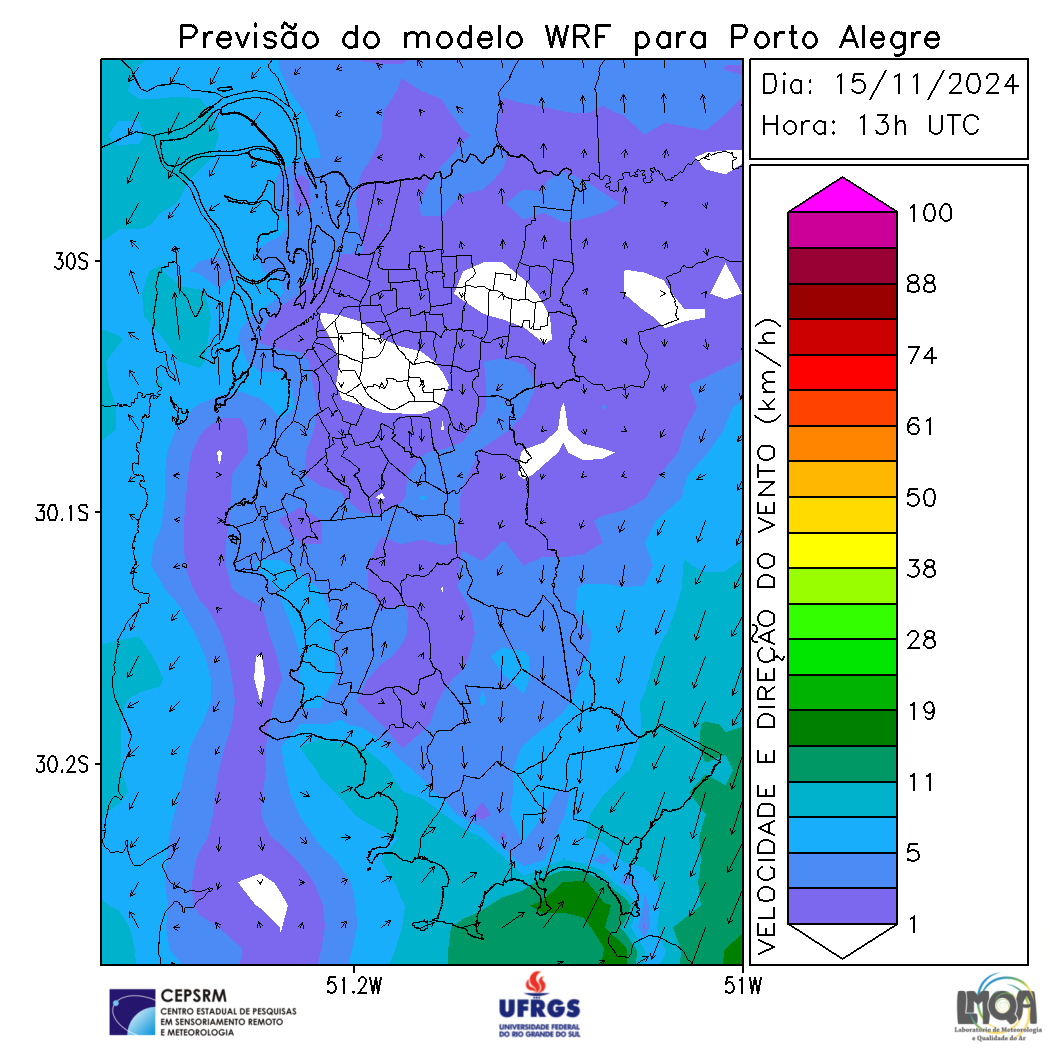 Previsão do modelo WRF para Porto Alegre
Dia: 15/11/2024
Hora: 13h UTC
30S
30.1S
30.2S
51.2W
51W
VELOCIDADE E DIREÇÃO DO VENTO (km/h)
100
88
74
61
50
38
28
19
11
5
1
CEPSRM
CENTRO ESTADUAL DE PESQUISAS
EM SENSORIAMENTO REMOTO
E METEOROLOGIA
UFRGS
UNIVERSIDADE FEDERAL
DO RIO GRANDE DO SUL
LMQA
Laboratório de Meteorologia
e Qualidade do Ar